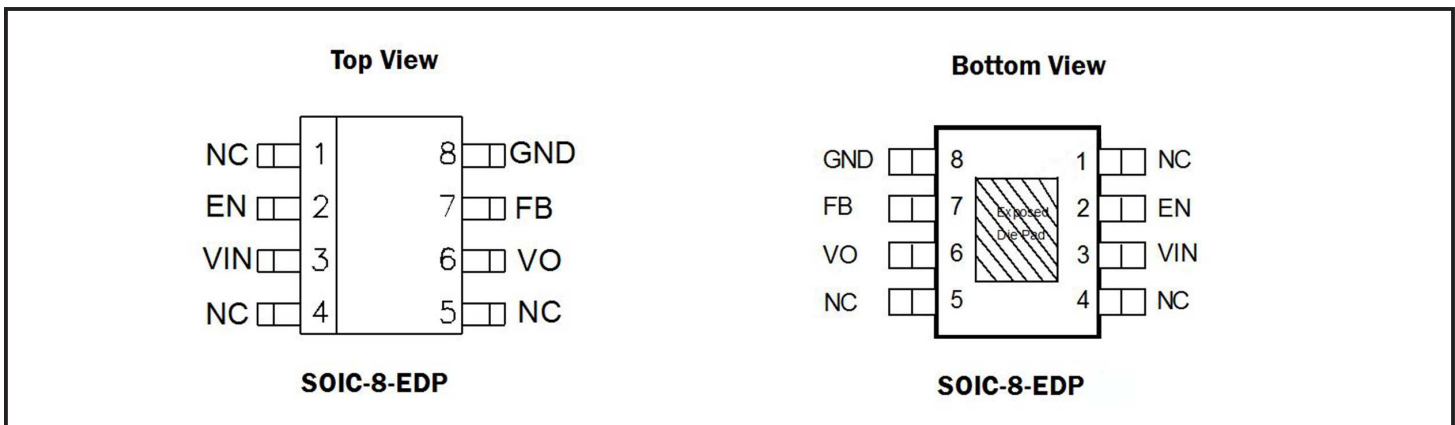 Top View
NC 1 8 GND
EN 2 7 FB
VIN 3 6 VO
NC 4 5 NC
SOIC-8-EDP
Bottom View
GND 8 1 NC
FB 7 2 EN
Exposed
Die Pad
VO 6 3 VIN
NC 5 4 NC
SOIC-8-EDP